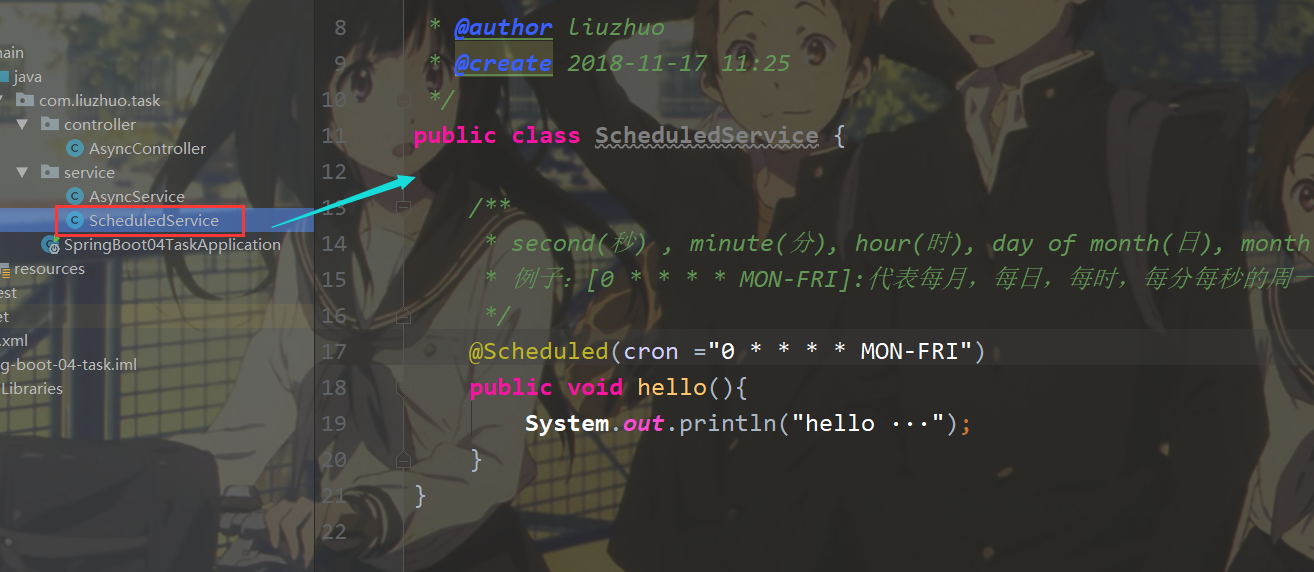 ain
java
com.liuzhuo.task
controller
AsyncController
service
AsyncService
ScheduledService
SpringBoot04TaskApplication
resources
est
et
.xml
g-boot-04-task.iml
Libraries
8 * @author liuzhuo
9 * @create 2018-11-17 11:25
10 */
11 public class ScheduledService {
12
13 /**
14 * second(秒) , minute(分), hour(时), day of month(日), month
15 * 例子：[0 * * * * MON-FRI]:代表每月，每日，每时，每分每秒的周一
16 */
17 @Scheduled(cron ="0 * * * * MON-FRI")
18 public void hello(){
19 System.out.println("hello ···");
20 }
21 }
22